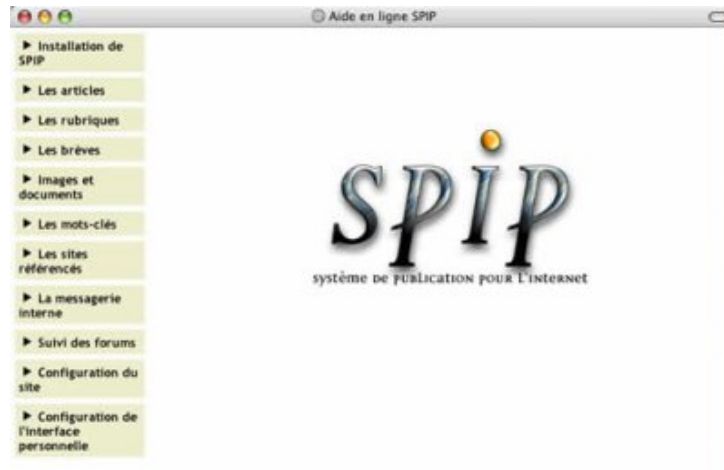 Aide en ligne SPIP
Installation de
SPIP
Les articles
Les rubriques
Les brèves
Images et
documents
Les mots-clés
Les sites
référencés
La messagerie
interne
Suivi des forums
Configuration du
site
Configuration de
l'interface
personnelle
SPIP
système de publication pour l'internet